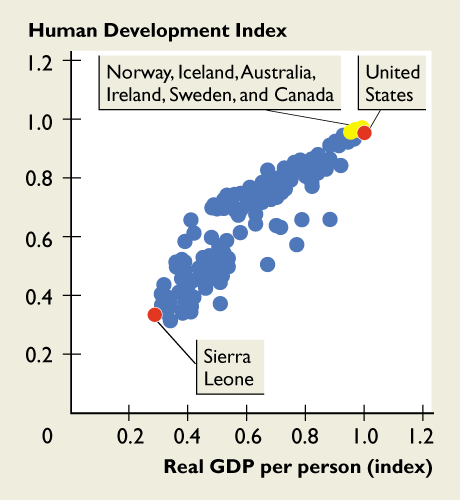 Human Development Index
1.2
Norway, Iceland, Australia,
Ireland, Sweden, and Canada
United
States
1.0
0.8
0.6
0.4
0.2
Sierra
Leone
0 0.2 0.4 0.6 0.8 1.0 1.2
Real GDP per person (index)